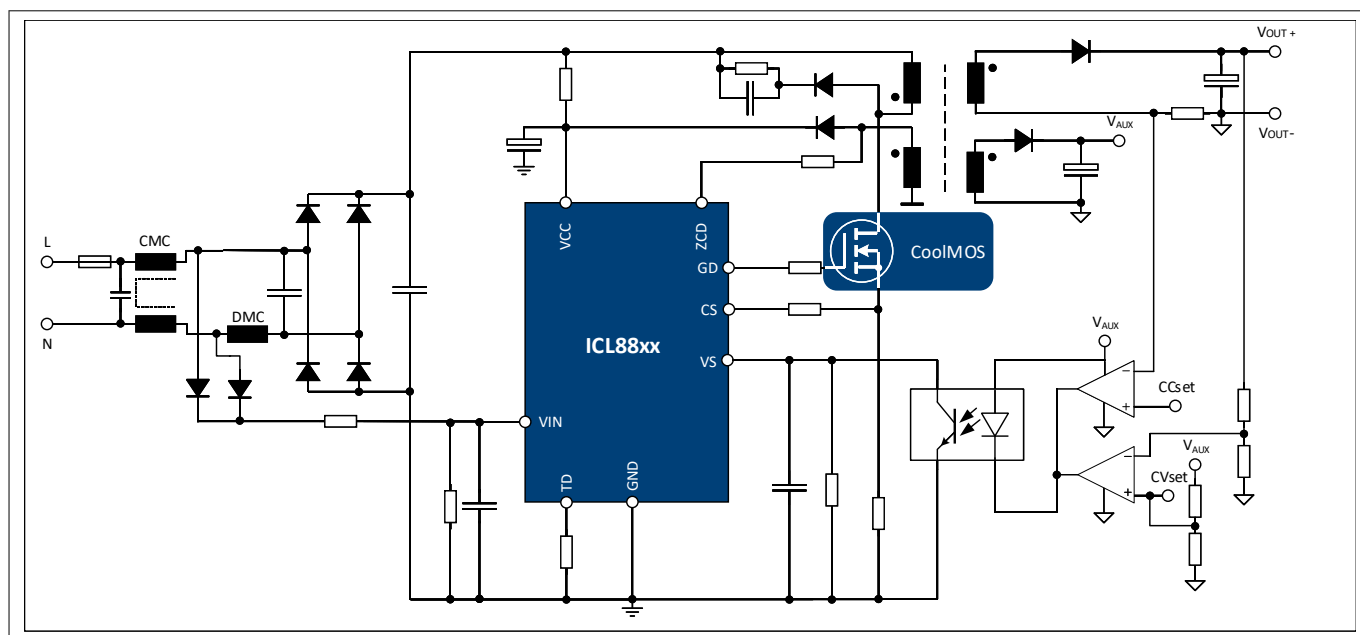 VOUT +
VOUT-
VAUX
L
CMC
DMC
N
VCC
ZCD
GD
CoolMOS
CS
ICL88xx
VS
VAUX
−
+
CCset
VIN
VAUX
−
+
CVset
TD
GND